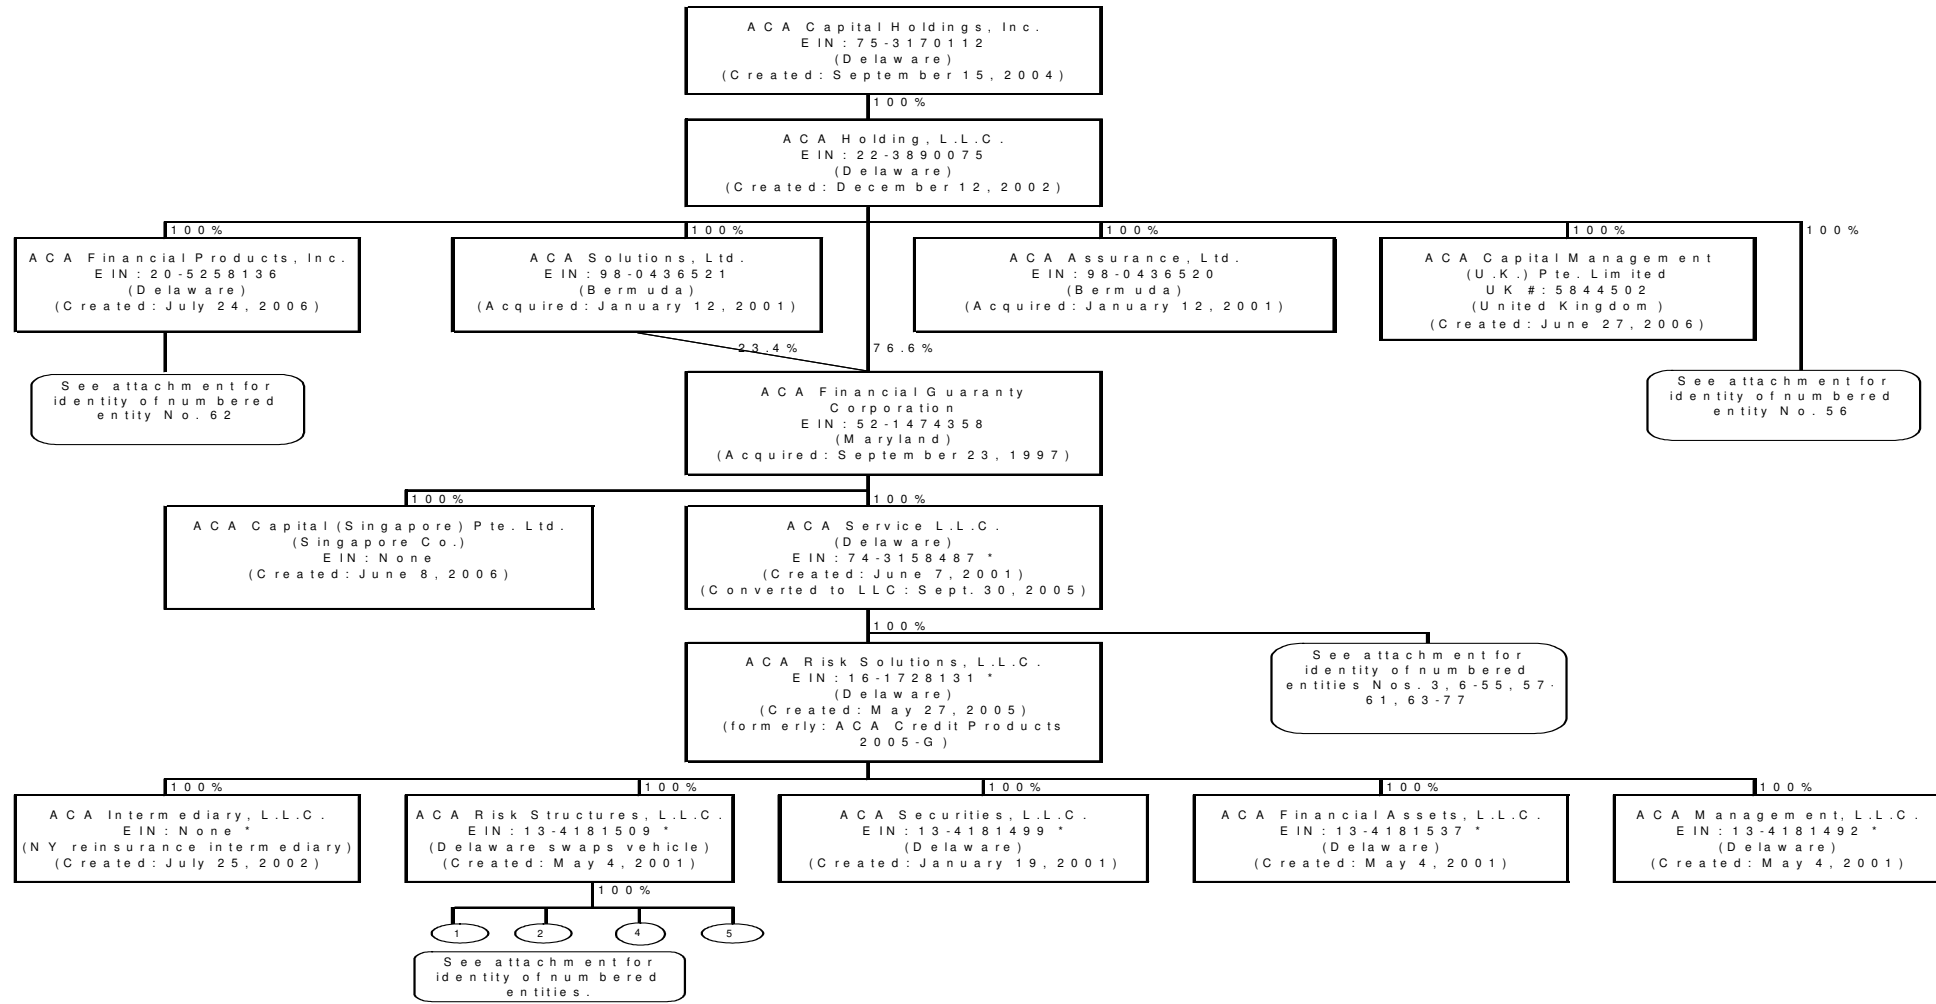 ACA Capital Holdings, Inc.
EIN: 75-3170112
(Delaware)
(Created: September 15, 2004)
100%
ACA Holding, L.L.C.
EIN: 22-3890075
(Delaware)
(Created: December 12, 2002)
100%
100%
100%
100%
100%
ACA Financial Products, Inc.
EIN: 20-5258136
(Delaware)
(Created: July 24, 2006)
ACA Solutions, Ltd.
EIN: 98-0436521
(Bermuda)
(Acquired: January 12, 2001)
ACA Assurance, Ltd.
EIN: 98-0436520
(Bermuda)
(Acquired: January 12, 2001)
ACA Capital Management
(U.K.) Pte. Limited
UK #: 5844502
(United Kingdom)
(Created: June 27, 2006)
23.4%
76.6%
See attachment for
identity of numbered
entity No. 62
ACA Financial Guaranty
Corporation
EIN: 52-1474358
(Maryland)
(Acquired: September 23, 1997)
See attachment for
identity of numbered
entity No. 56
100%
100%
ACA Capital (Singapore) Pte. Ltd.
(Singapore Co.)
EIN: None
(Created: June 8, 2006)
ACA Service L.L.C.
(Delaware)
EIN: 74-3158487 *
(Created: June 7, 2001)
(Converted to LLC: Sept. 30, 2005)
100%
ACA Risk Solutions, L.L.C.
EIN: 16-1728131 *
(Delaware)
(Created: May 27, 2005)
(formerly: ACA Credit Products
2005-G)
See attachment for
identity of numbered
entities Nos. 3, 6-55, 57-
61, 63-77
100%
100%
100%
100%
100%
ACA Intermediary, L.L.C.
EIN: None *
(NY reinsurance intermediary)
(Created: July 25, 2002)
ACA Risk Structures, L.L.C.
EIN: 13-4181509 *
(Delaware swaps vehicle)
(Created: May 4, 2001)
ACA Securities, L.L.C.
EIN: 13-4181499 *
(Delaware)
(Created: January 19, 2001)
ACA Financial Assets, L.L.C.
EIN: 13-4181537 *
(Delaware)
(Created: May 4, 2001)
ACA Management, L.L.C.
EIN: 13-4181492 *
(Delaware)
(Created: May 4, 2001)
100%
1
2
4
5
See attachment for
identity of numbered
entities.